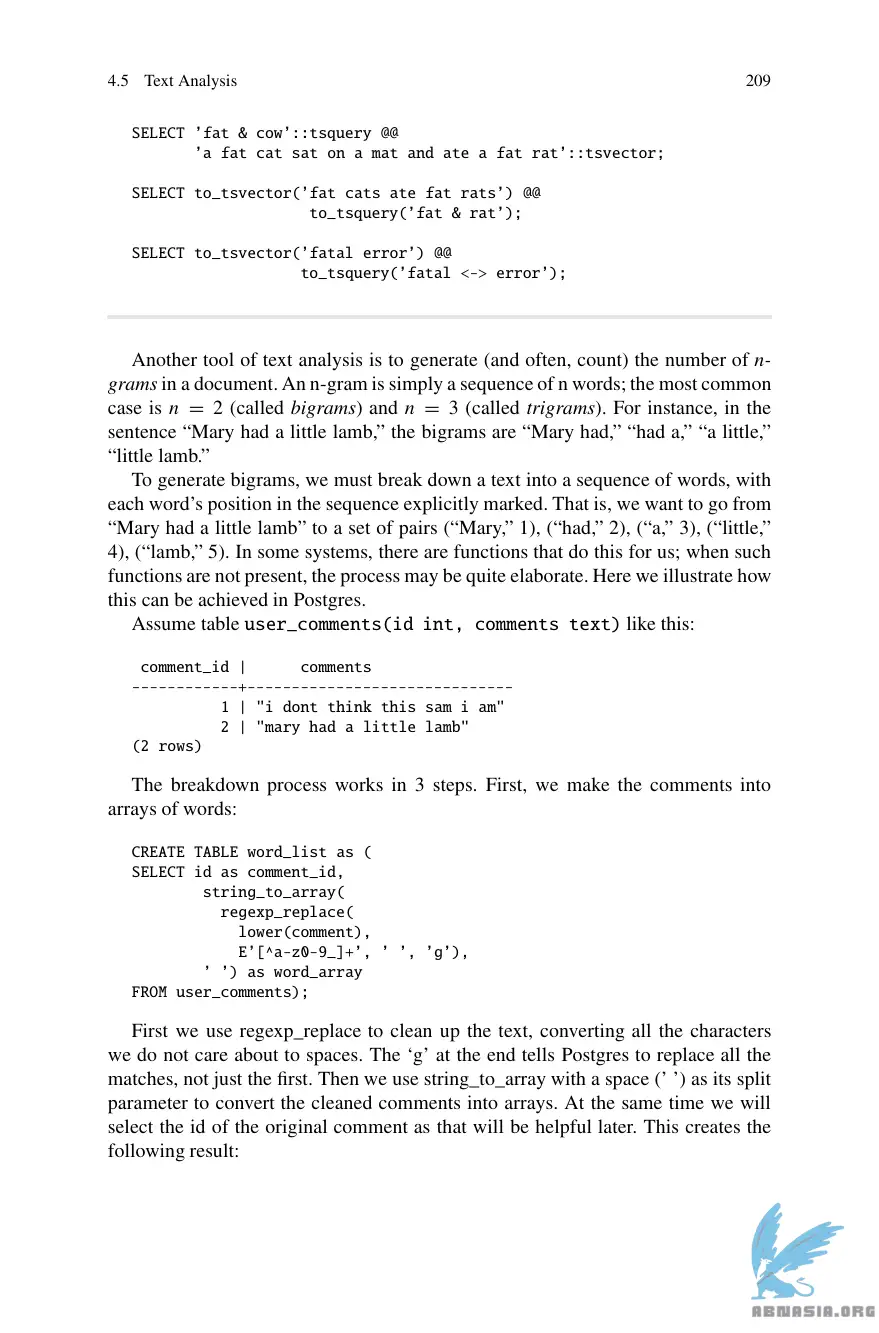 4.5 Text Analysis 209
SELECT ’fat & cow’::tsquery @@
’a fat cat sat on a mat and ate a fat rat’::tsvector;
SELECT to_tsvector(’fat cats ate fat rats’) @@
to_tsquery(’fat & rat’);
SELECT to_tsvector(’fatal error’) @@
to_tsquery(’fatal <-> error’);
Another tool of text analysis is to generate (and often, count) the number of n-
grams in a document. An n-gram is simply a sequence of n words; the most common
case is n = 2 (called bigrams) and n = 3 (called trigrams). For instance, in the
sentence “Mary had a little lamb,” the bigrams are “Mary had,” “had a,” “a little,”
“little lamb.”
To generate bigrams, we must break down a text into a sequence of words, with
each word’s position in the sequence explicitly marked. That is, we want to go from
“Mary had a little lamb” to a set of pairs (“Mary,” 1), (“had,” 2), (“a,” 3), (“little,”
4), (“lamb,” 5). In some systems, there are functions that do this for us; when such
functions are not present, the process may be quite elaborate. Here we illustrate how
this can be achieved in Postgres.
Assume table user_comments(id int, comments text) like this:
comment_id | comments
------------+------------------------------
1 | "i dont think this sam i am"
2 | "mary had a little lamb"
(2 rows)
The breakdown process works in 3 steps. First, we make the comments into
arrays of words:
CREATE TABLE word_list as (
SELECT id as comment_id,
string_to_array(
regexp_replace(
lower(comment),
E’[^a-z0-9_]+’, ’ ’, ’g’),
’ ’) as word_array
FROM user_comments);
First we use regexp_replace to clean up the text, converting all the characters
we do not care about to spaces. The ‘g’ at the end tells Postgres to replace all the
matches, not just the first. Then we use string_to_array with a space (’ ’) as its split
parameter to convert the cleaned comments into arrays. At the same time we will
select the id of the original comment as that will be helpful later. This creates the
following result:
ABNASIA.ORG